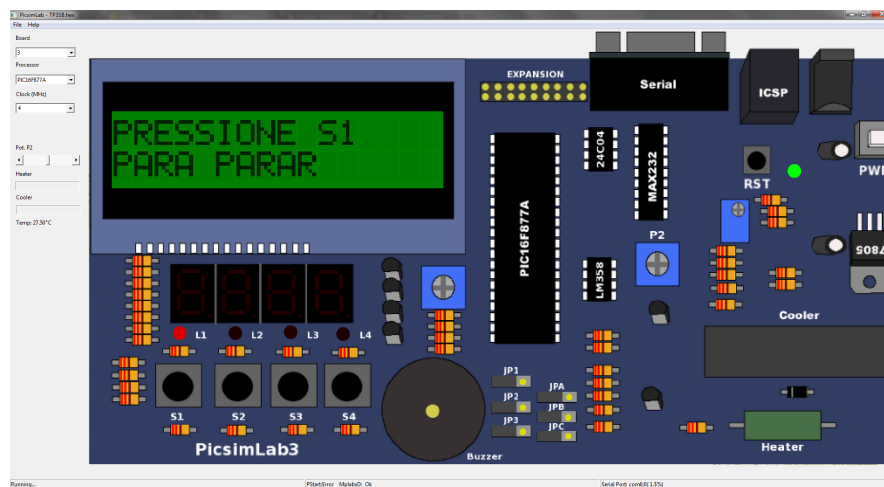 PicsimLab - TP358.hex
File Help
Board
3
Processor
PIC16F877A
Clock (MHz)
4
Pot. P2
Heater
Cooler
Temp: 27.50°C
PRESSIONE S1
PARA PARAR
EXPANSION
Serial
ICSP
24C04
MAX232
RST
PWR
PIC16F877A
P2
LM358
7805
Cooler
L1 L2 L3 L4
JP1
JPA
JP2
JPB
JP3
JPC
S1 S2 S3 S4
PicsimLab3
Buzzer
Heater
Running...
PStart:Error MplabxD: Ok
Serial Port: com6:0( 1.5%)